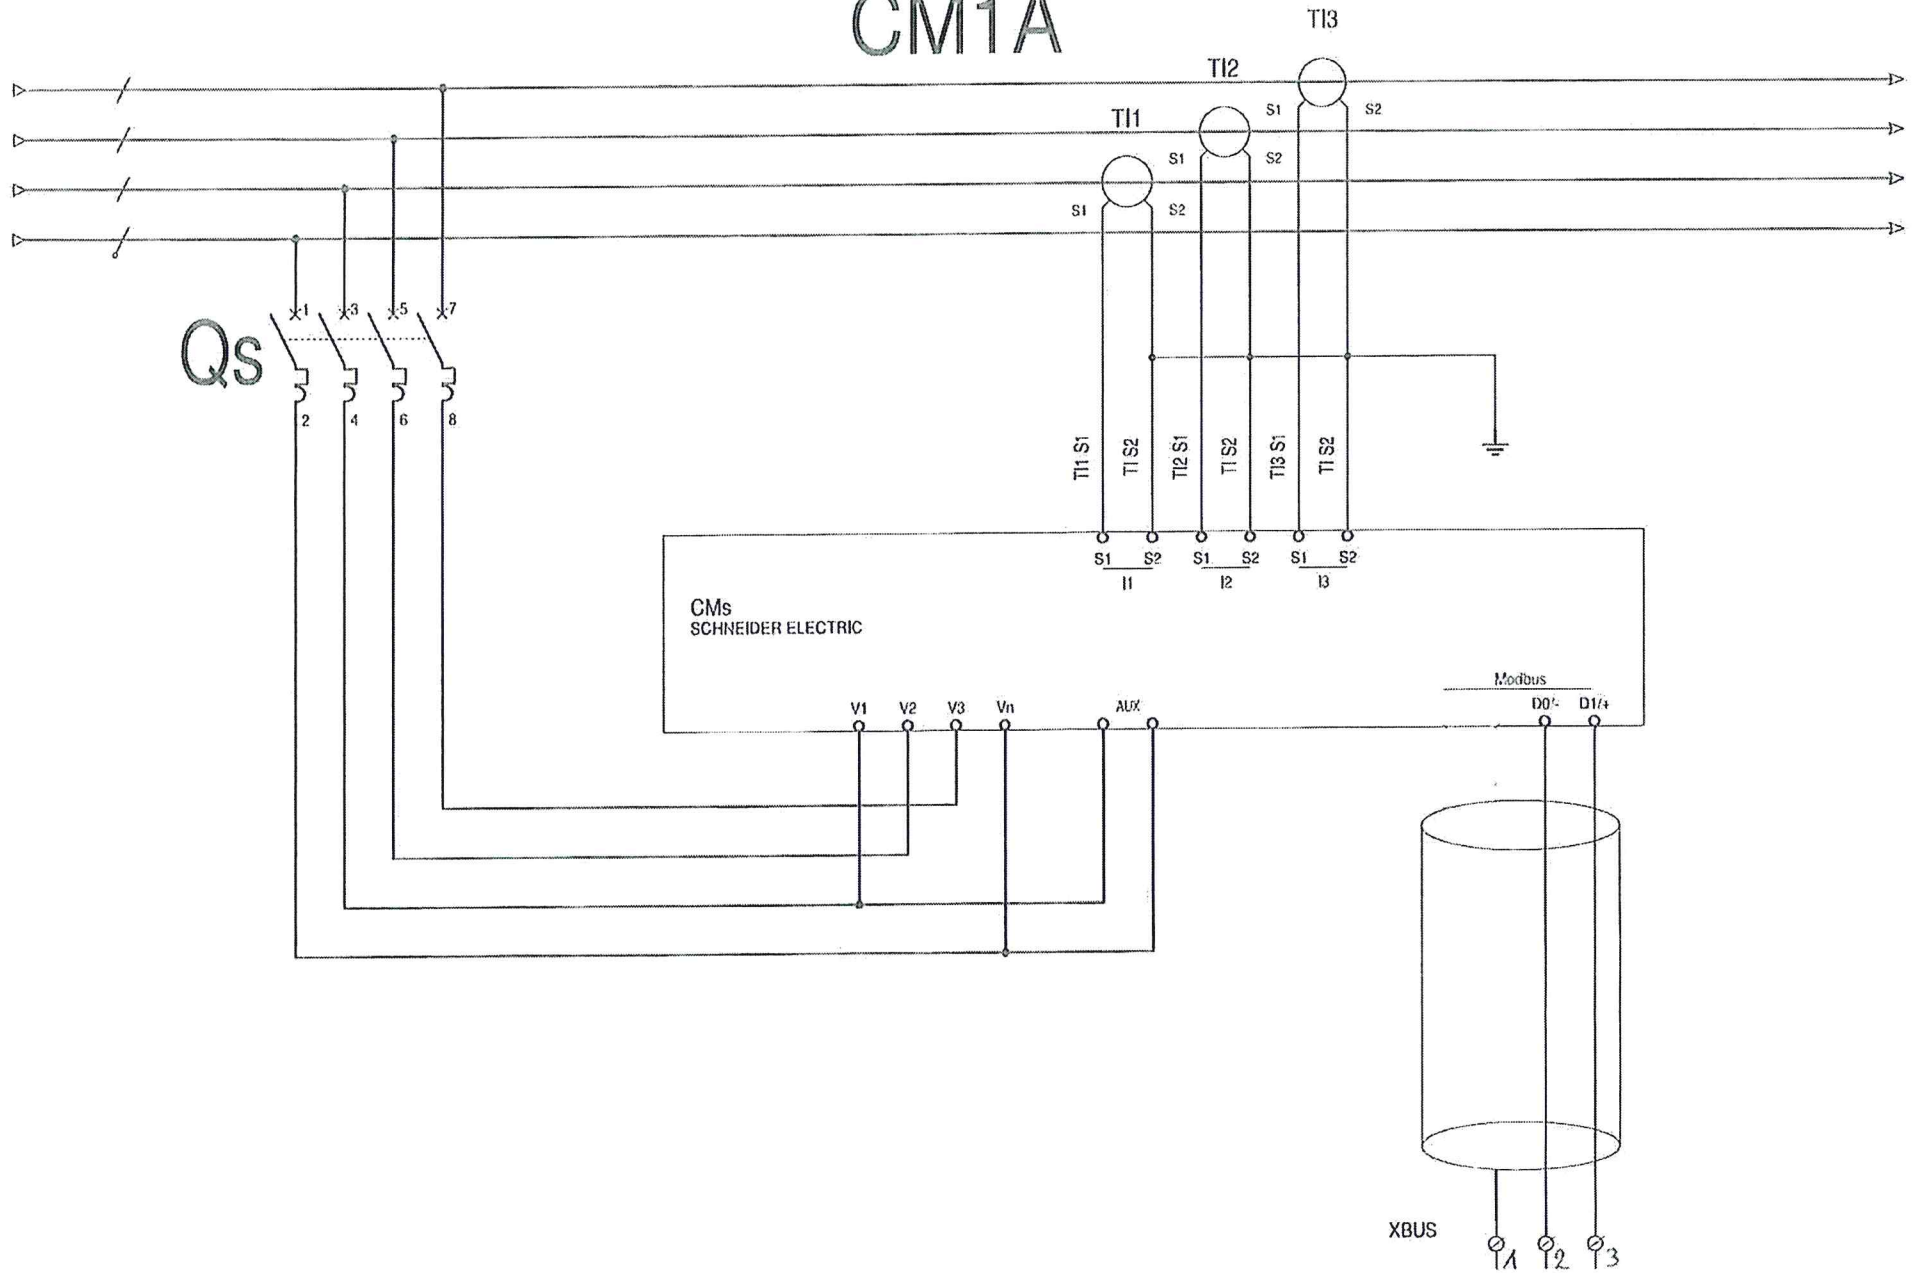 CM1A
TI3
TI2
S1 S2
TI1
S1 S2
S1 S2
Qs
1 3 5 7
2 4 6 8
TI1 S1
TI S2
TI2 S1
TI S2
TI3 S1
TI S2
S1 S2 S1 S2 S1 S2
I1 I2 I3
CMs
SCHNEIDER ELECTRIC
Modbus
V1 V2 V3 Vn AUX D0/- D1/+
XBUS
1 2 3